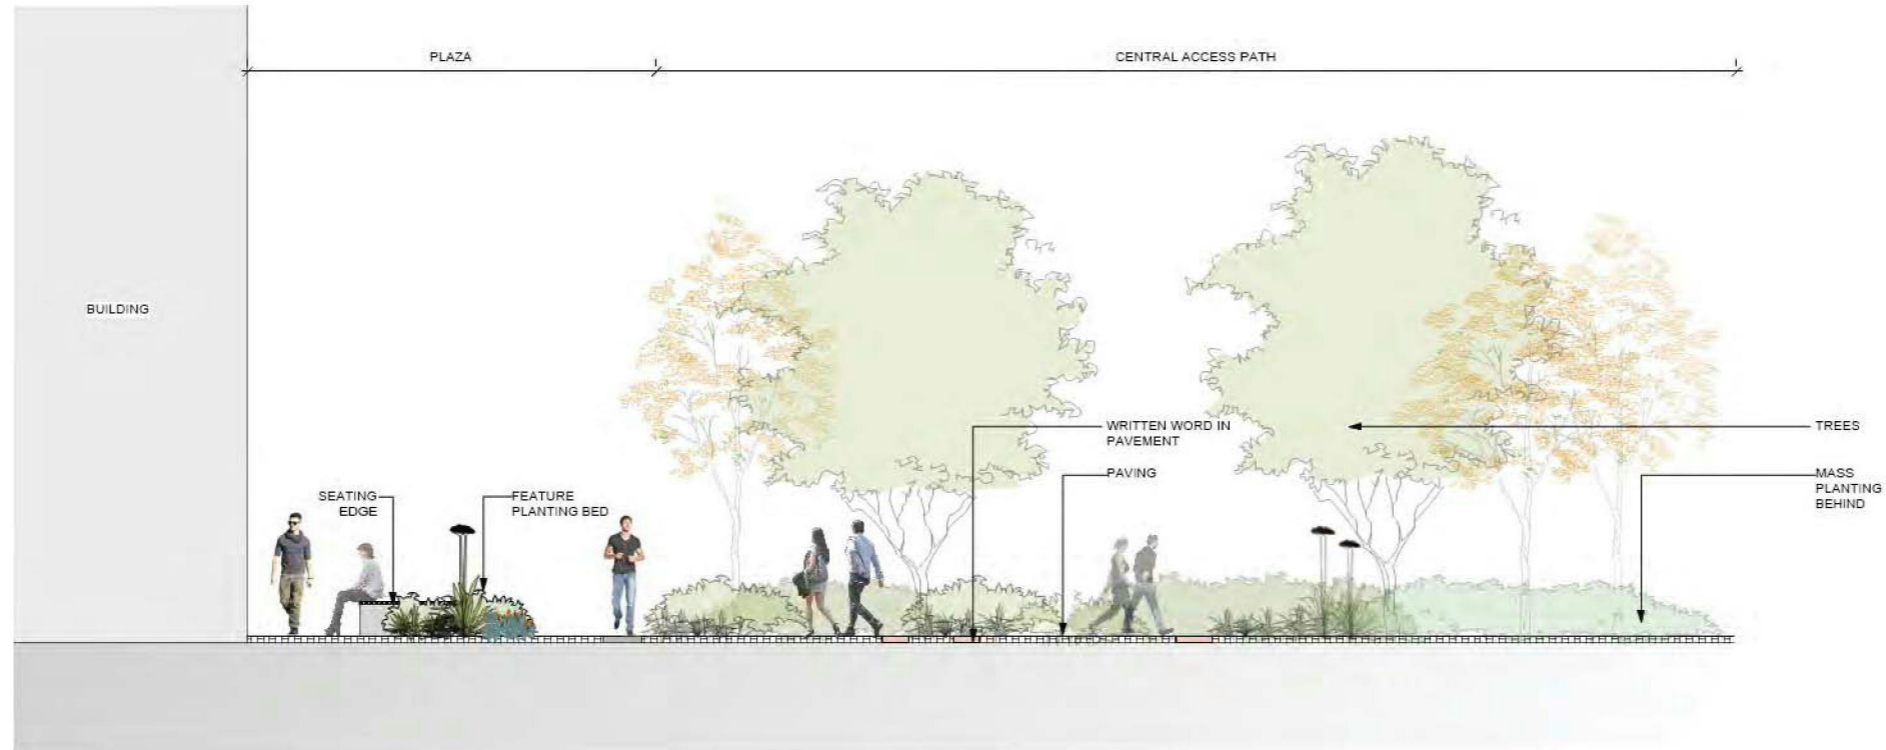 PLAZA
CENTRAL ACCESS PATH
BUILDING
WRITTEN WORD IN
PAVEMENT
TREES
PAVING
MASS
PLANTING
BEHIND
SEATING
EDGE
FEATURE
PLANTING BED